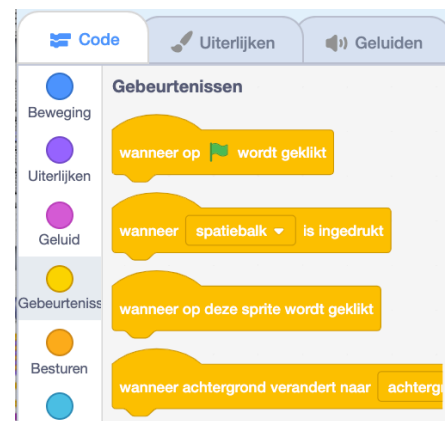 Code
Uiterlijken
Geluiden
Beweging
Uiterlijken
Geluid
Gebeurteniss
Besturen
Gebeurtenissen
wanneer op wordt geklikt
wanneer spatiebalk is ingedrukt
wanneer op deze sprite wordt geklikt
wanneer achtergrond verandert naar achterg